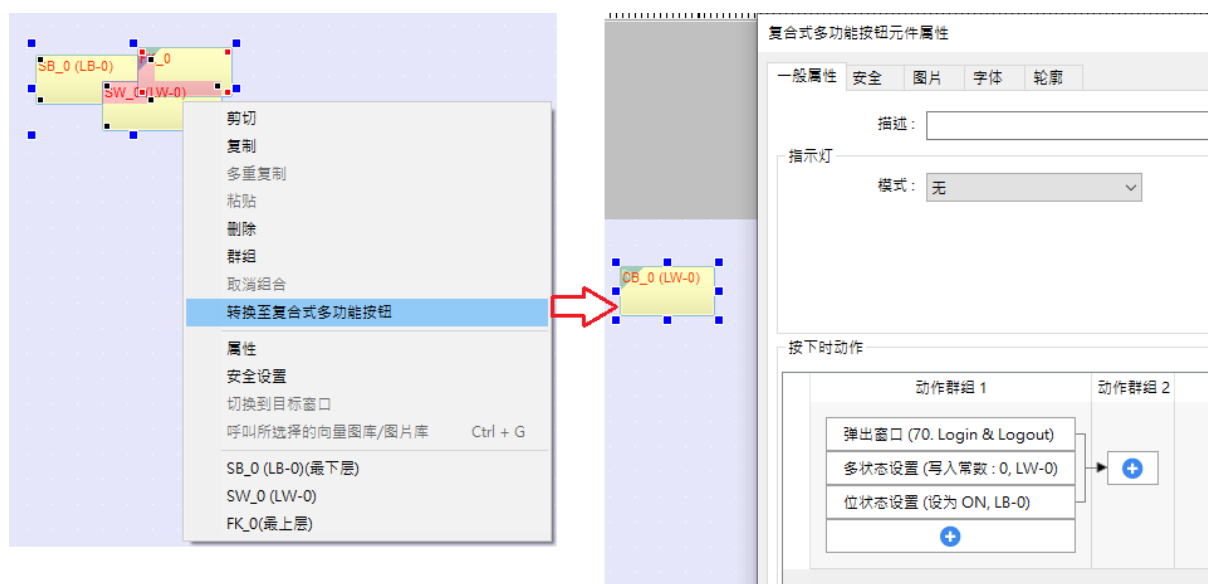 SB_0 (LB-0)
FK_0
SW_0 (LW-0)
剪切
复制
多重复制
粘贴
删除
群组
取消组合
转换至复合式多功能按钮
属性
安全设置
切换到目标窗口
呼叫所选择的向量图库/图片库 Ctrl + G
SB_0 (LB-0)(最下层)
SW_0 (LW-0)
FK_0(最上层)
CB_0 (LW-0)
复合式多功能按钮元件属性
一般属性 安全 图片 字体 轮廓
描述 :
指示灯
模式 : 无
按下时动作
动作群组 1 动作群组 2
弹出窗口 (70. Login & Logout)
多状态设置 (写入常数 : 0, LW-0)
位状态设置 (设为 ON, LB-0)